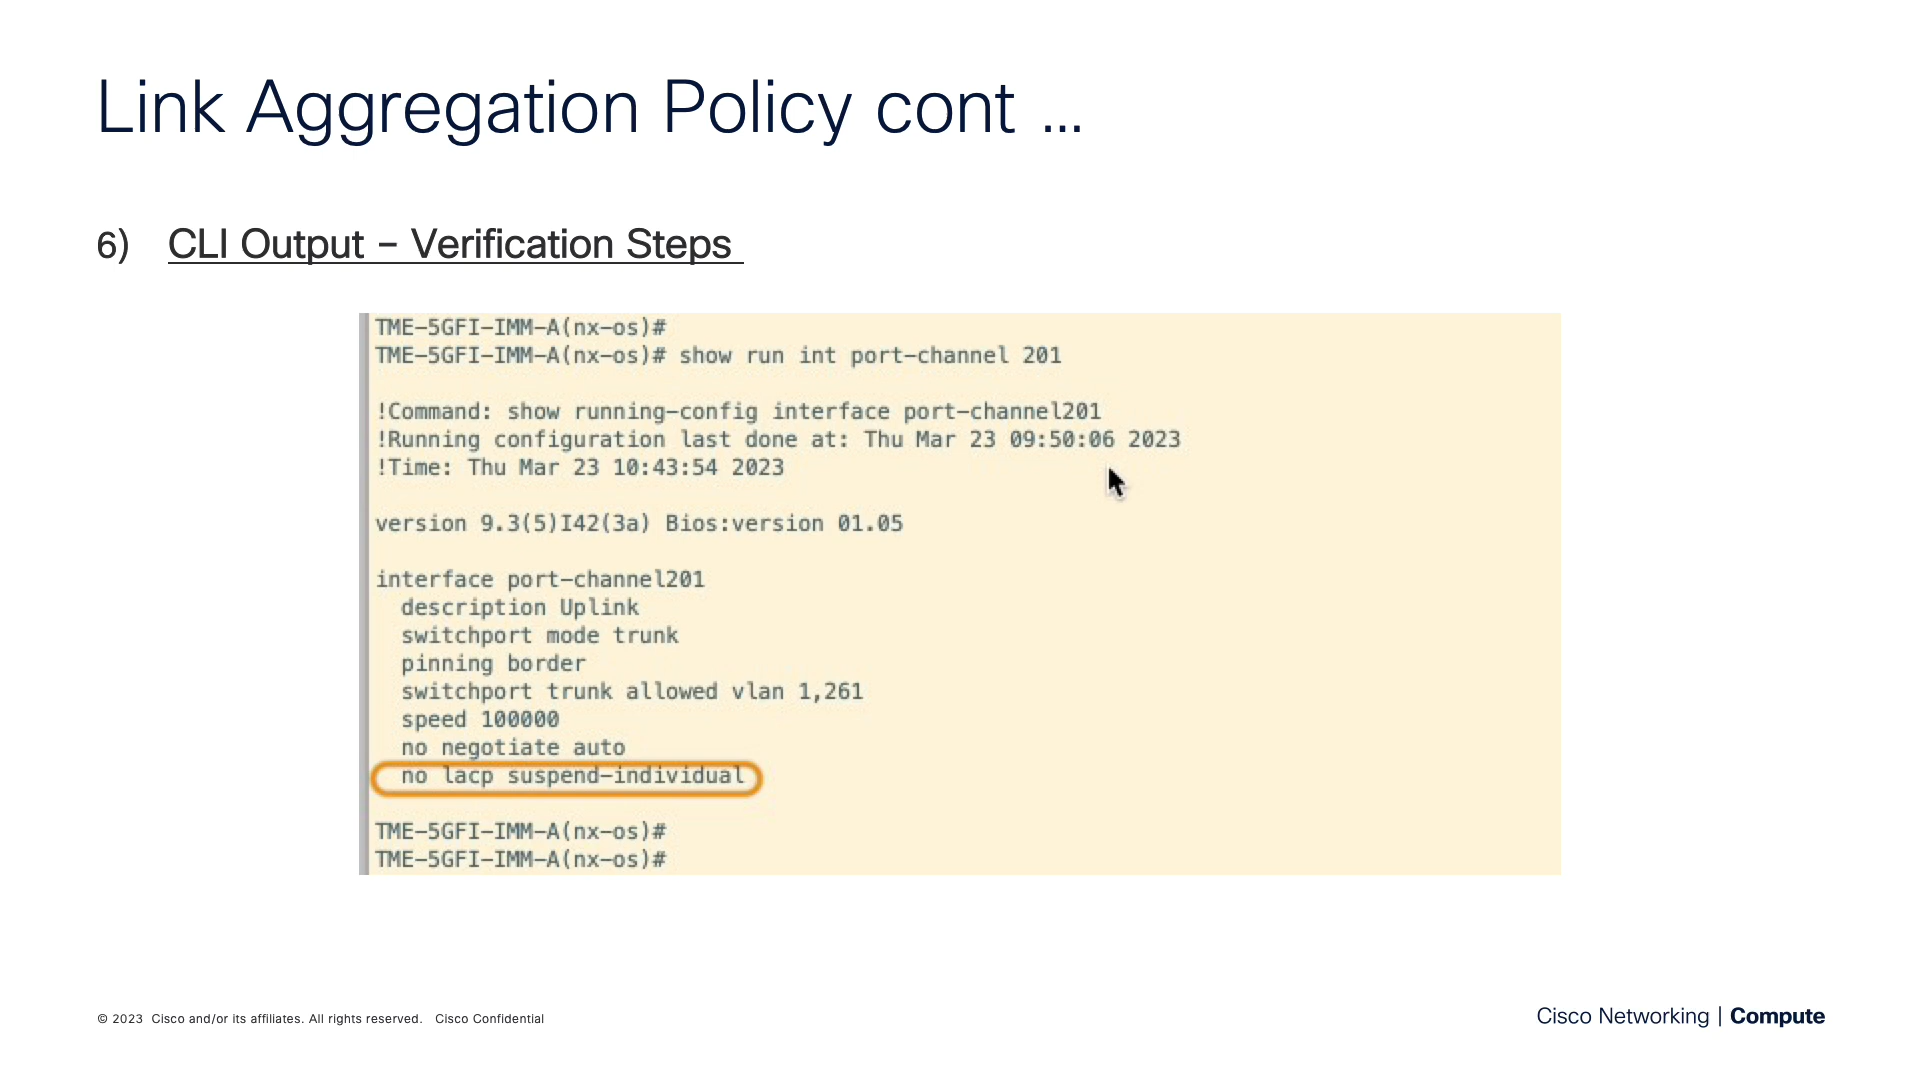 Link Aggregation Policy cont ...
6) CLI Output – Verification Steps
TME-5GFI-IMM-A(nx-os)#
TME-5GFI-IMM-A(nx-os)# show run int port-channel 201
!Command: show running-config interface port-channel201
!Running configuration last done at: Thu Mar 23 09:50:06 2023
!Time: Thu Mar 23 10:43:54 2023
version 9.3(5)I42(3a) Bios:version 01.05
interface port-channel201
  description Uplink
  switchport mode trunk
  pinning border
  switchport trunk allowed vlan 1,261
  speed 100000
  no negotiate auto
  no lacp suspend-individual
TME-5GFI-IMM-A(nx-os)#
TME-5GFI-IMM-A(nx-os)#
© 2023 Cisco and/or its affiliates. All rights reserved. Cisco Confidential
Cisco Networking | Compute